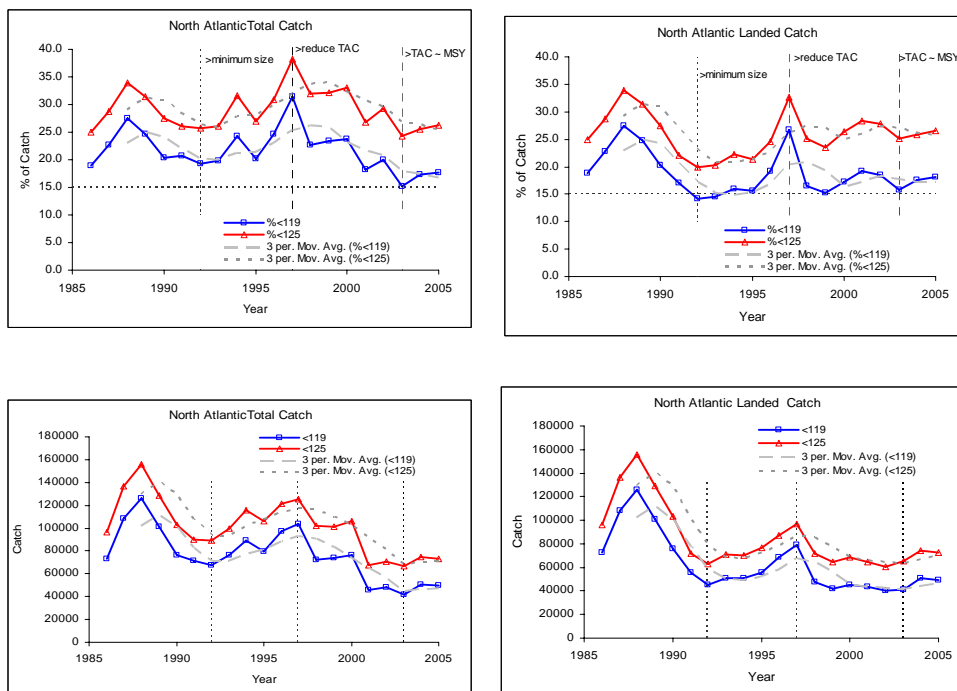 North AtlanticTotal Catch
>reduce TAC
>TAC ~ MSY
>minimum size
40.0
35.0
30.0
25.0
20.0
15.0
10.0
5.0
0.0
% of Catch
%<119
%<125
3 per. Mov. Avg. (%<119)
3 per. Mov. Avg. (%<125)
1985 1990 1995 2000 2005
Year
North Atlantic Landed Catch
>reduce TAC
>TAC ~ MSY
>minimum size
40.0
35.0
30.0
25.0
20.0
15.0
10.0
5.0
0.0
% of Catch
%<119
%<125
3 per. Mov. Avg. (%<119)
3 per. Mov. Avg. (%<125)
1985 1990 1995 2000 2005
Year
North AtlanticTotal Catch
180000
160000
140000
120000
100000
80000
60000
40000
20000
0
Catch
<119
<125
3 per. Mov. Avg. (<119)
3 per. Mov. Avg. (<125)
1985 1990 1995 2000 2005
Year
North Atlantic Landed Catch
180000
160000
140000
120000
100000
80000
60000
40000
20000
0
Catch
<119
<125
3 per. Mov. Avg. (<119)
3 per. Mov. Avg. (<125)
1985 1990 1995 2000 2005
Year